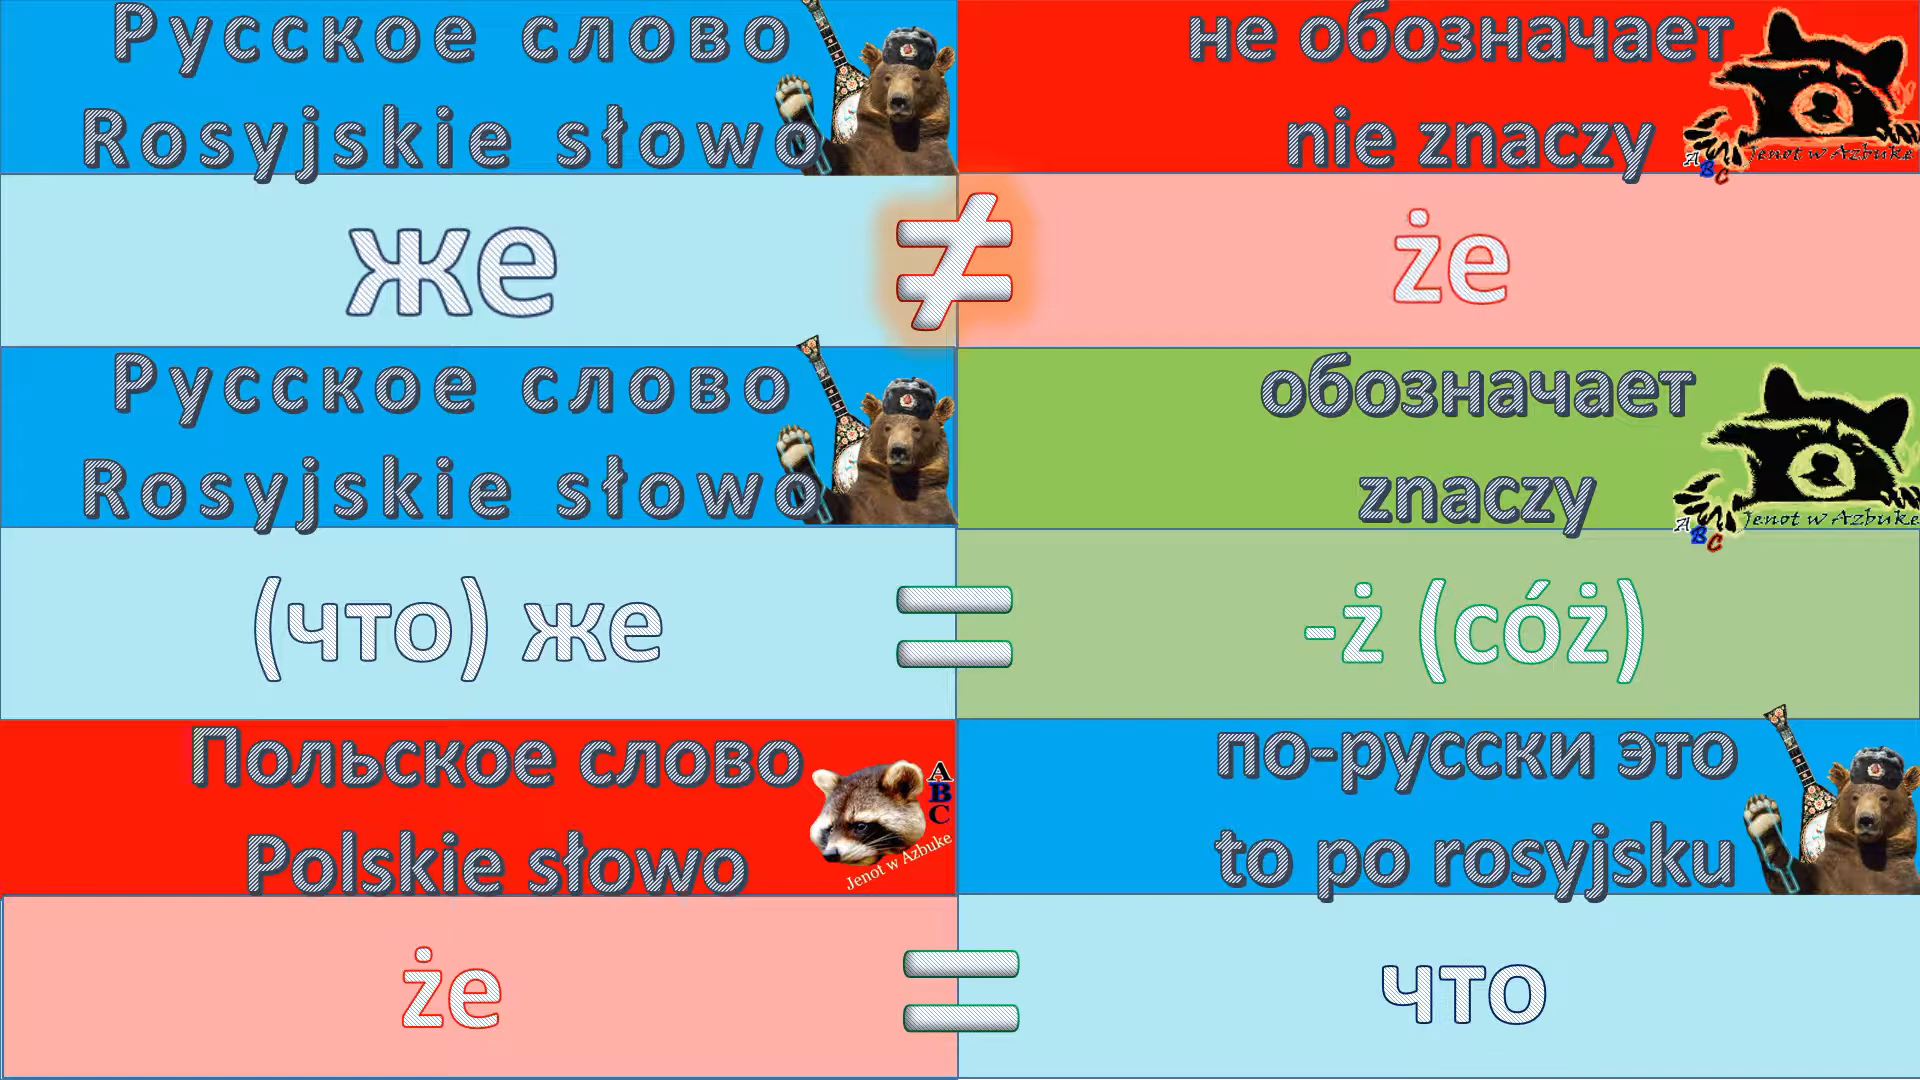 Русское слово
Rosyjskie słowo
не обозначает
nie znaczy
A B C Jenot w Azbuke
же
≠
że
Русское слово
Rosyjskie słowo
обозначает
znaczy
A B C Jenot w Azbuke
(что) же
=
-ż (cóż)
Польское слово
Polskie słowo
A B C Jenot w Azbuke
по-русски это
to po rosyjsku
że
=
что